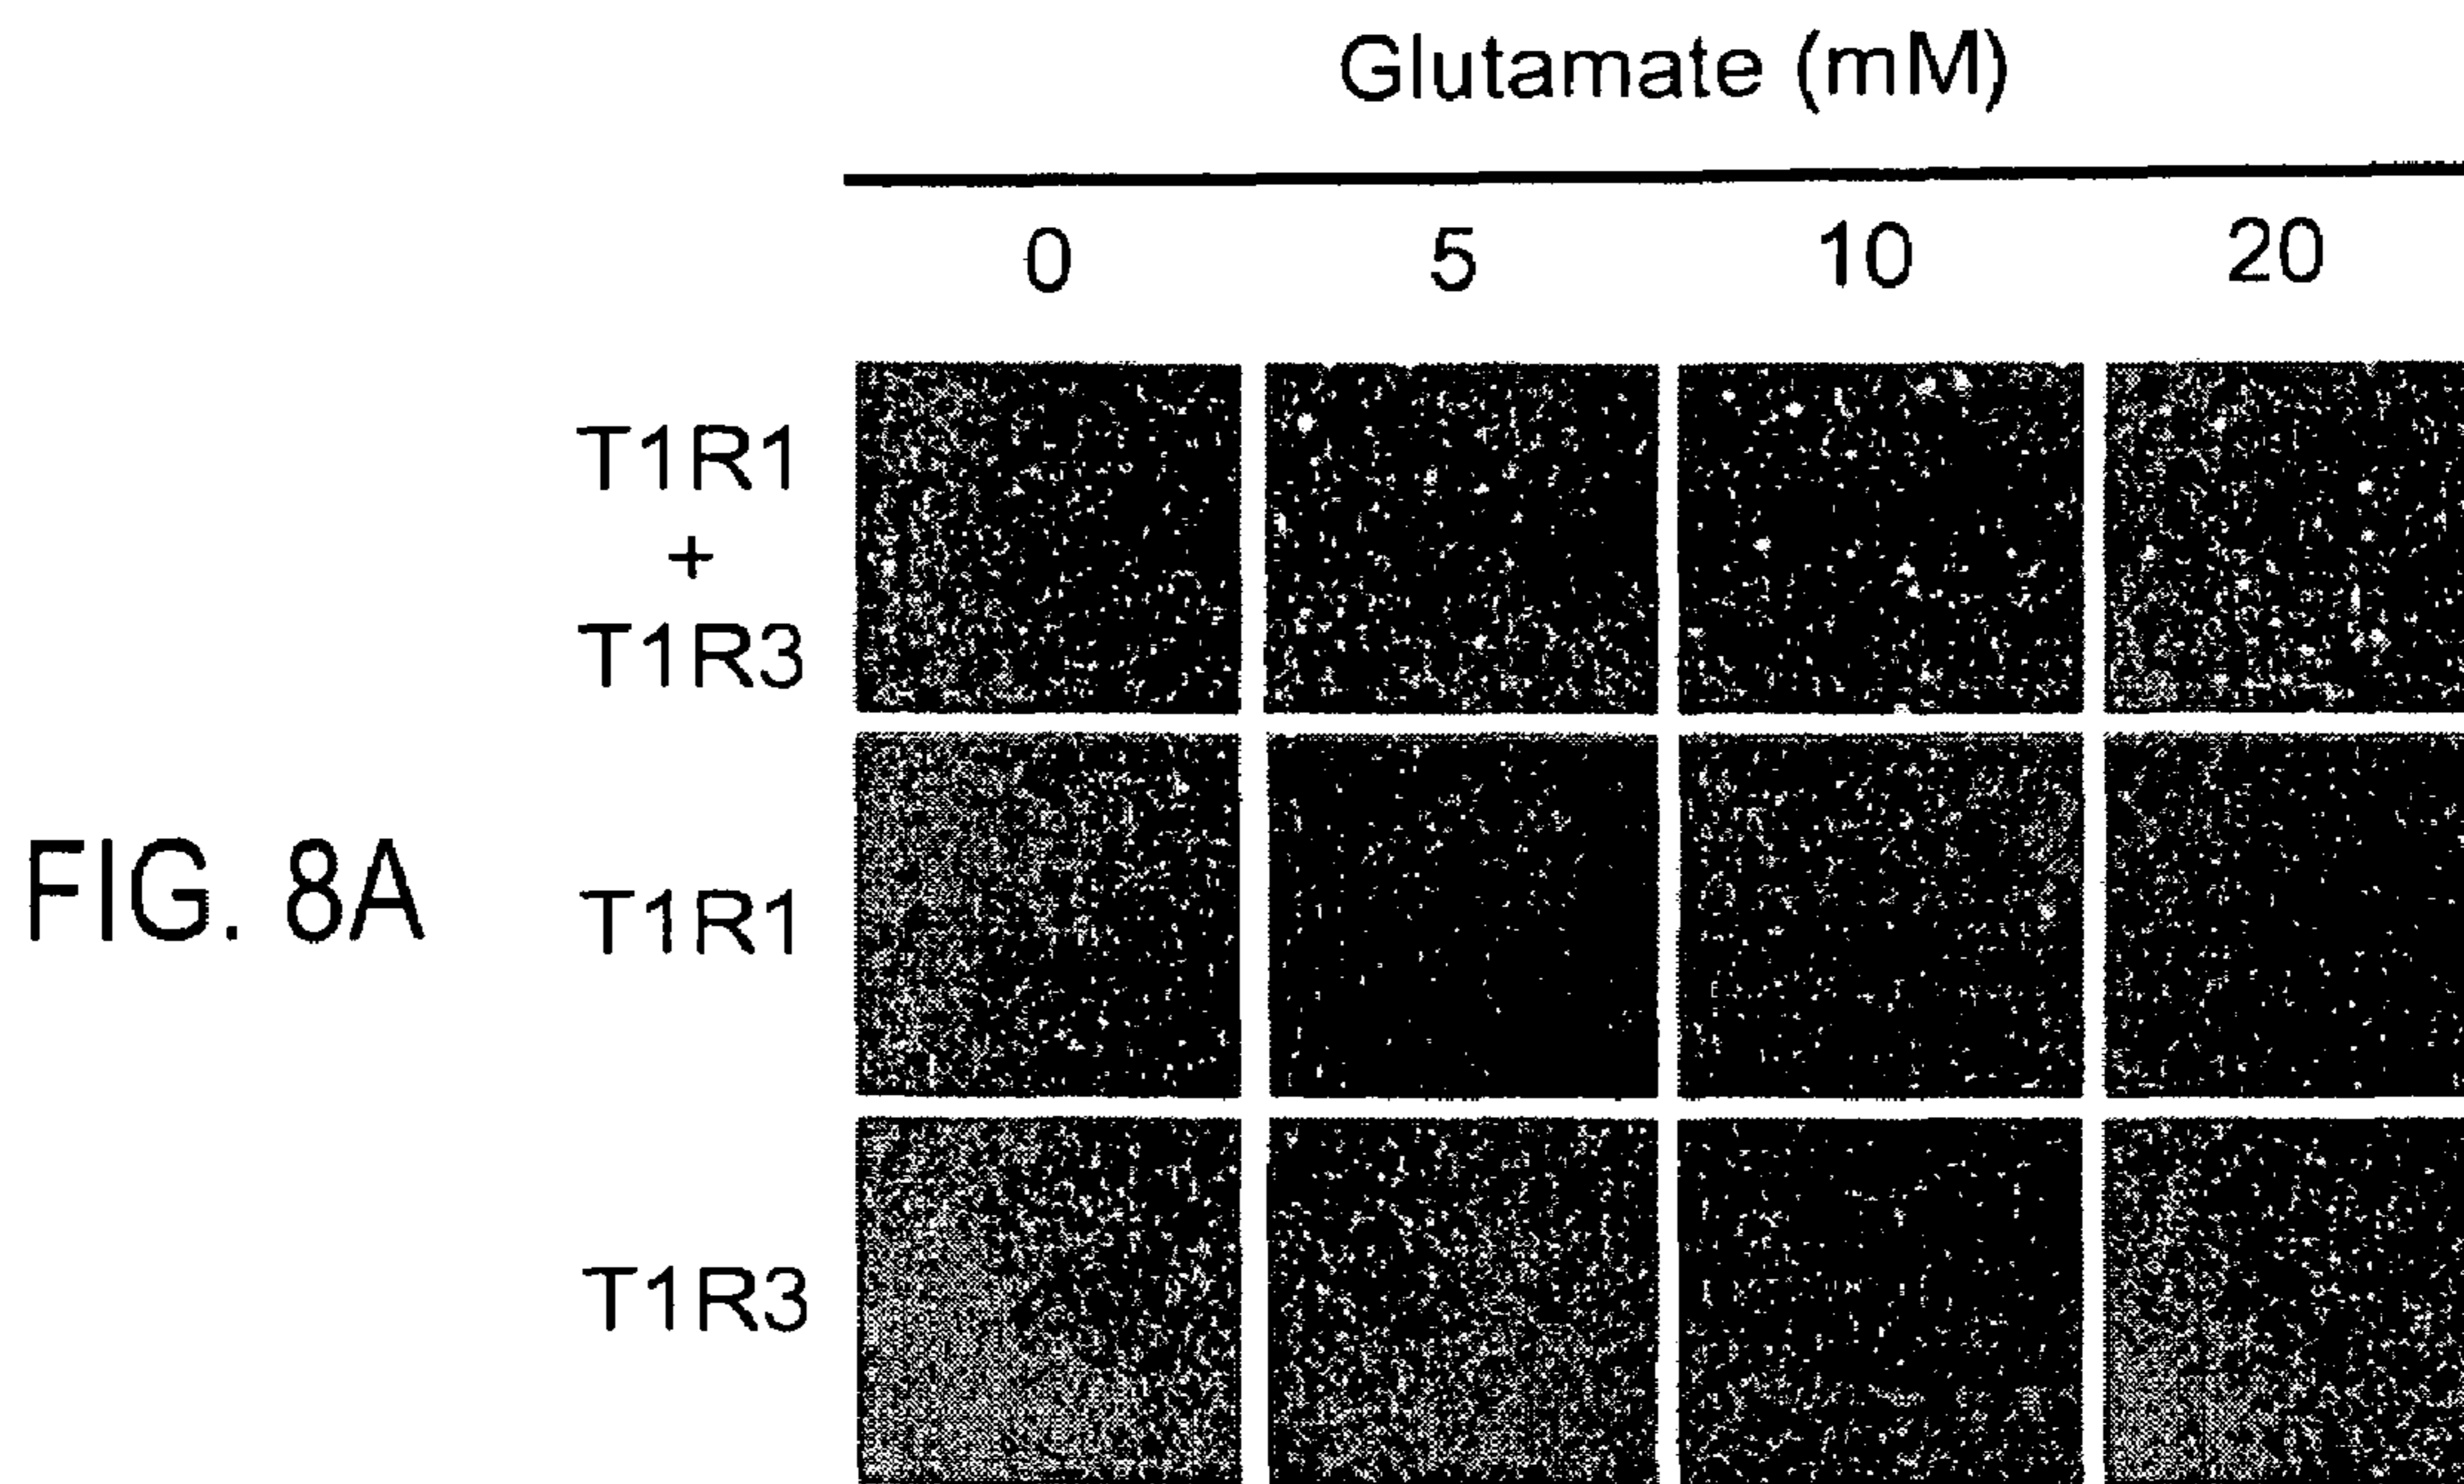 Glutamate (mM)
0 5 10 20
T1R1
+
T1R3
FIG. 8A T1R1
T1R3